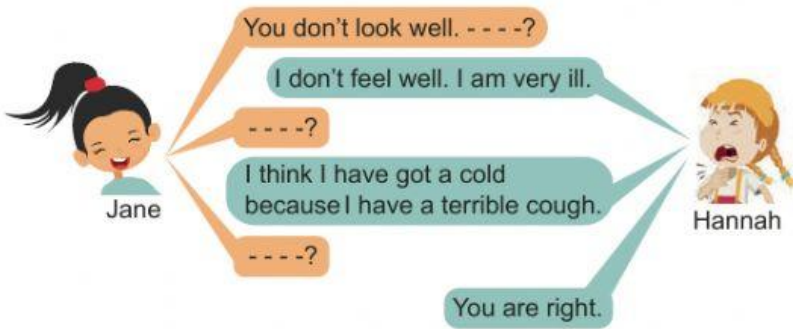 You don't look well. - - - -?
I don't feel well. I am very ill.
- - - -?
I think I have got a cold
because I have a terrible cough.
- - - -?
You are right.
Jane
Hannah